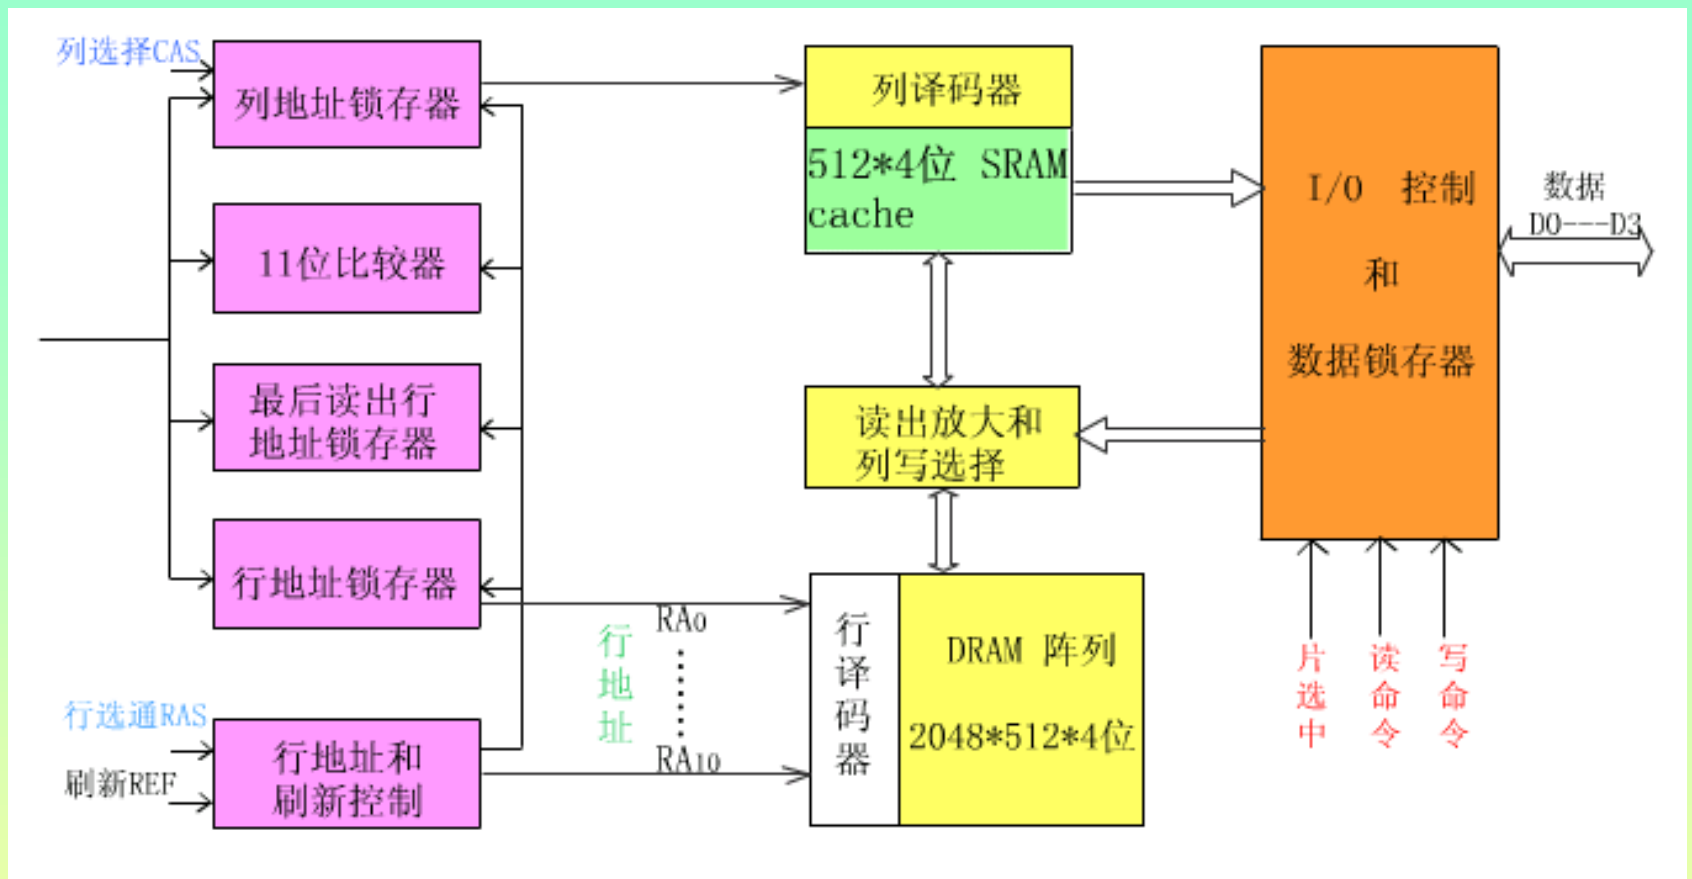 列选择CAS
列地址锁存器
11位比较器
最后读出行
地址锁存器
行地址锁存器
行选通RAS
刷新REF
行地址和
刷新控制
行地址
RA0
RA10
列译码器
512*4位 SRAM
cache
读出放大和
列写选择
行译码器
DRAM 阵列
2048*512*4位
I/O 控制
和
数据锁存器
数据
D0---D3
片选中
读命令
写命令